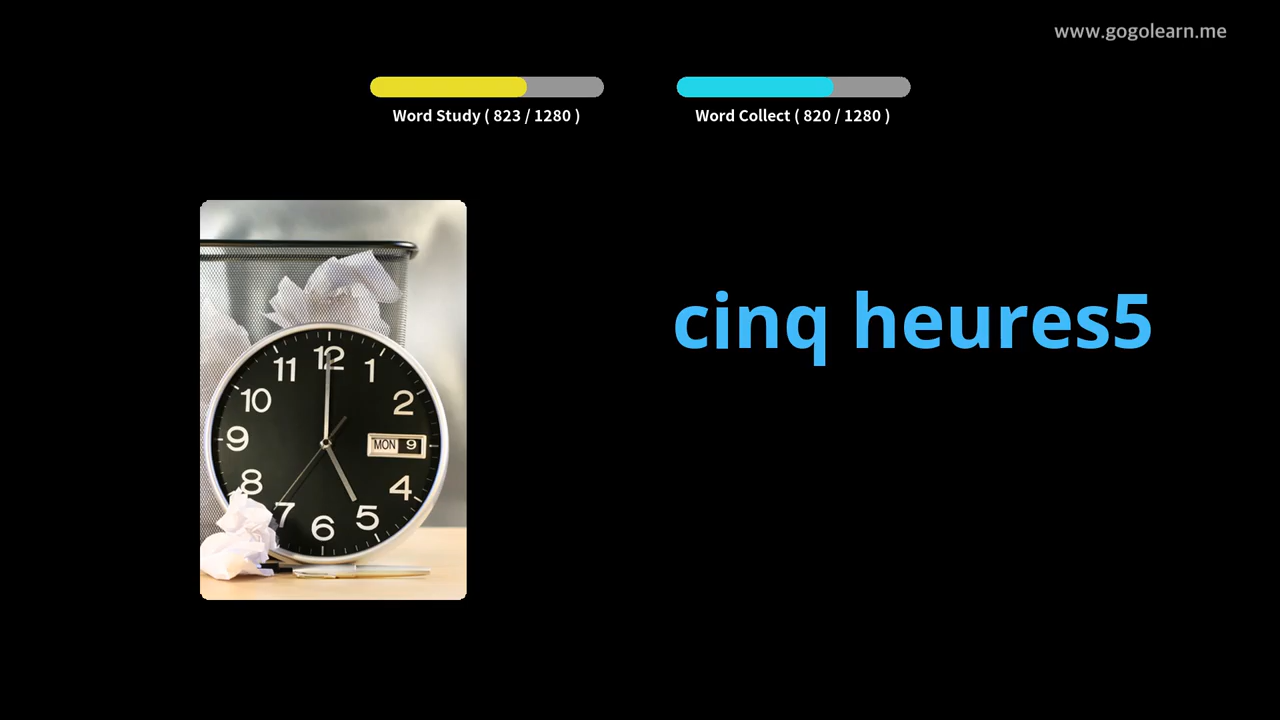 www.gogolearn.me
Word Study ( 823 / 1280 )
Word Collect ( 820 / 1280 )
cinq heures5
12
11
1
10
2
9
MON 9
8
4
7
5
6